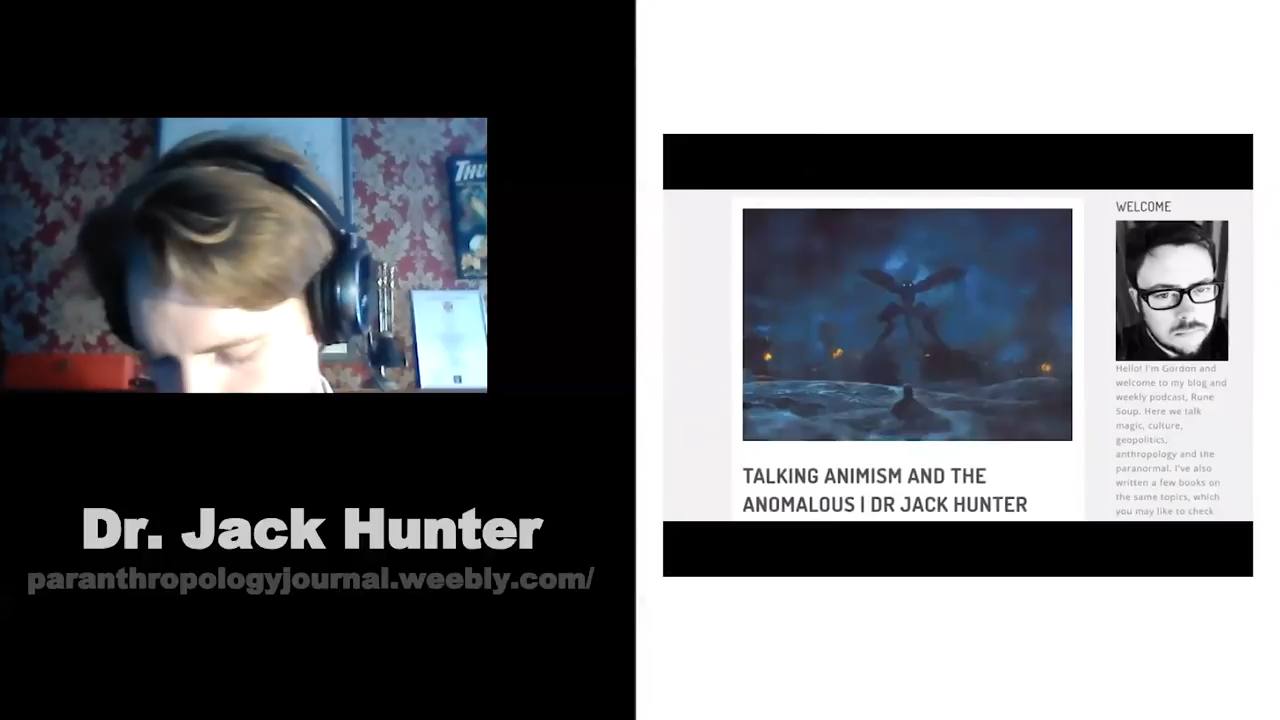 THU
Dr. Jack Hunter
paranthropologyjournal.weebly.com/
TALKING ANIMISM AND THE
ANOMALOUS | DR JACK HUNTER
WELCOME
Hello! I'm Gordon and
welcome to my blog and
weekly podcast, Rune
Soup. Here we talk
magic, culture,
geopolitics,
anthropology and the
paranormal. I've also
written a few books on
the same topics, which
you may like to check